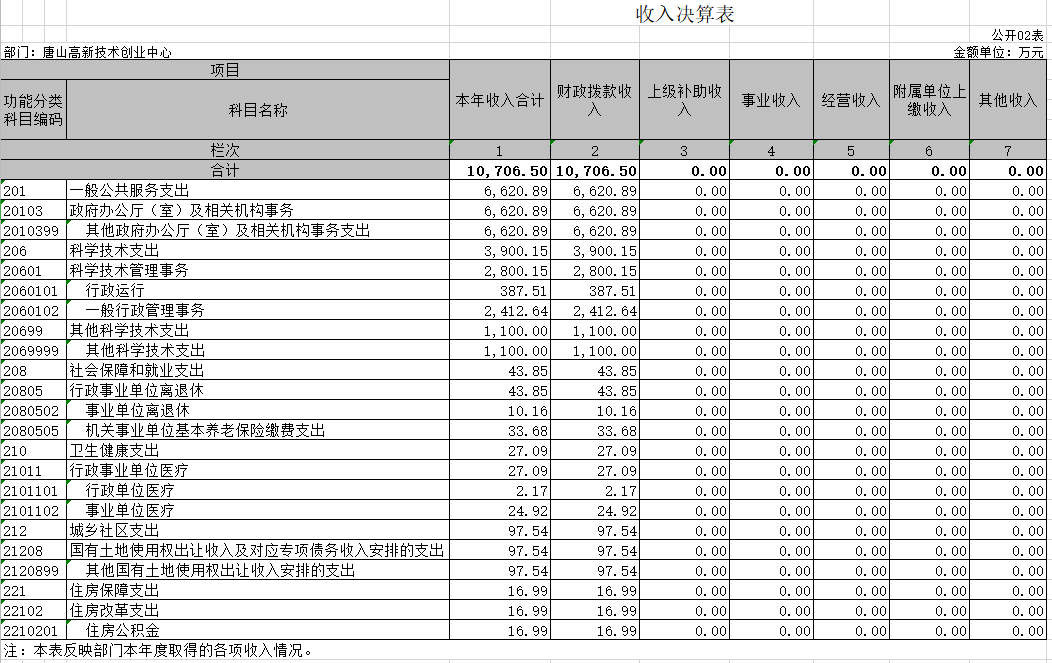 收入决算表
公开02表
部门：唐山高新技术创业中心 金额单位：万元
项目 本年收入合计 财政拨款收入 上级补助收入 事业收入 经营收入 附属单位上缴收入 其他收入
功能分类科目编码 科目名称
栏次 1 2 3 4 5 6 7
合计 10,706.50 10,706.50 0.00 0.00 0.00 0.00 0.00
201 一般公共服务支出 6,620.89 6,620.89 0.00 0.00 0.00 0.00 0.00
20103 政府办公厅（室）及相关机构事务 6,620.89 6,620.89 0.00 0.00 0.00 0.00 0.00
2010399 其他政府办公厅（室）及相关机构事务支出 6,620.89 6,620.89 0.00 0.00 0.00 0.00 0.00
206 科学技术支出 3,900.15 3,900.15 0.00 0.00 0.00 0.00 0.00
20601 科学技术管理事务 2,800.15 2,800.15 0.00 0.00 0.00 0.00 0.00
2060101 行政运行 387.51 387.51 0.00 0.00 0.00 0.00 0.00
2060102 一般行政管理事务 2,412.64 2,412.64 0.00 0.00 0.00 0.00 0.00
20699 其他科学技术支出 1,100.00 1,100.00 0.00 0.00 0.00 0.00 0.00
2069999 其他科学技术支出 1,100.00 1,100.00 0.00 0.00 0.00 0.00 0.00
208 社会保障和就业支出 43.85 43.85 0.00 0.00 0.00 0.00 0.00
20805 行政事业单位离退休 43.85 43.85 0.00 0.00 0.00 0.00 0.00
2080502 事业单位离退休 10.16 10.16 0.00 0.00 0.00 0.00 0.00
2080505 机关事业单位基本养老保险缴费支出 33.68 33.68 0.00 0.00 0.00 0.00 0.00
210 卫生健康支出 27.09 27.09 0.00 0.00 0.00 0.00 0.00
21011 行政事业单位医疗 27.09 27.09 0.00 0.00 0.00 0.00 0.00
2101101 行政单位医疗 2.17 2.17 0.00 0.00 0.00 0.00 0.00
2101102 事业单位医疗 24.92 24.92 0.00 0.00 0.00 0.00 0.00
212 城乡社区支出 97.54 97.54 0.00 0.00 0.00 0.00 0.00
21208 国有土地使用权出让收入及对应专项债务收入安排的支出 97.54 97.54 0.00 0.00 0.00 0.00 0.00
2120899 其他国有土地使用权出让收入安排的支出 97.54 97.54 0.00 0.00 0.00 0.00 0.00
221 住房保障支出 16.99 16.99 0.00 0.00 0.00 0.00 0.00
22102 住房改革支出 16.99 16.99 0.00 0.00 0.00 0.00 0.00
2210201 住房公积金 16.99 16.99 0.00 0.00 0.00 0.00 0.00
注：本表反映部门本年度取得的各项收入情况。